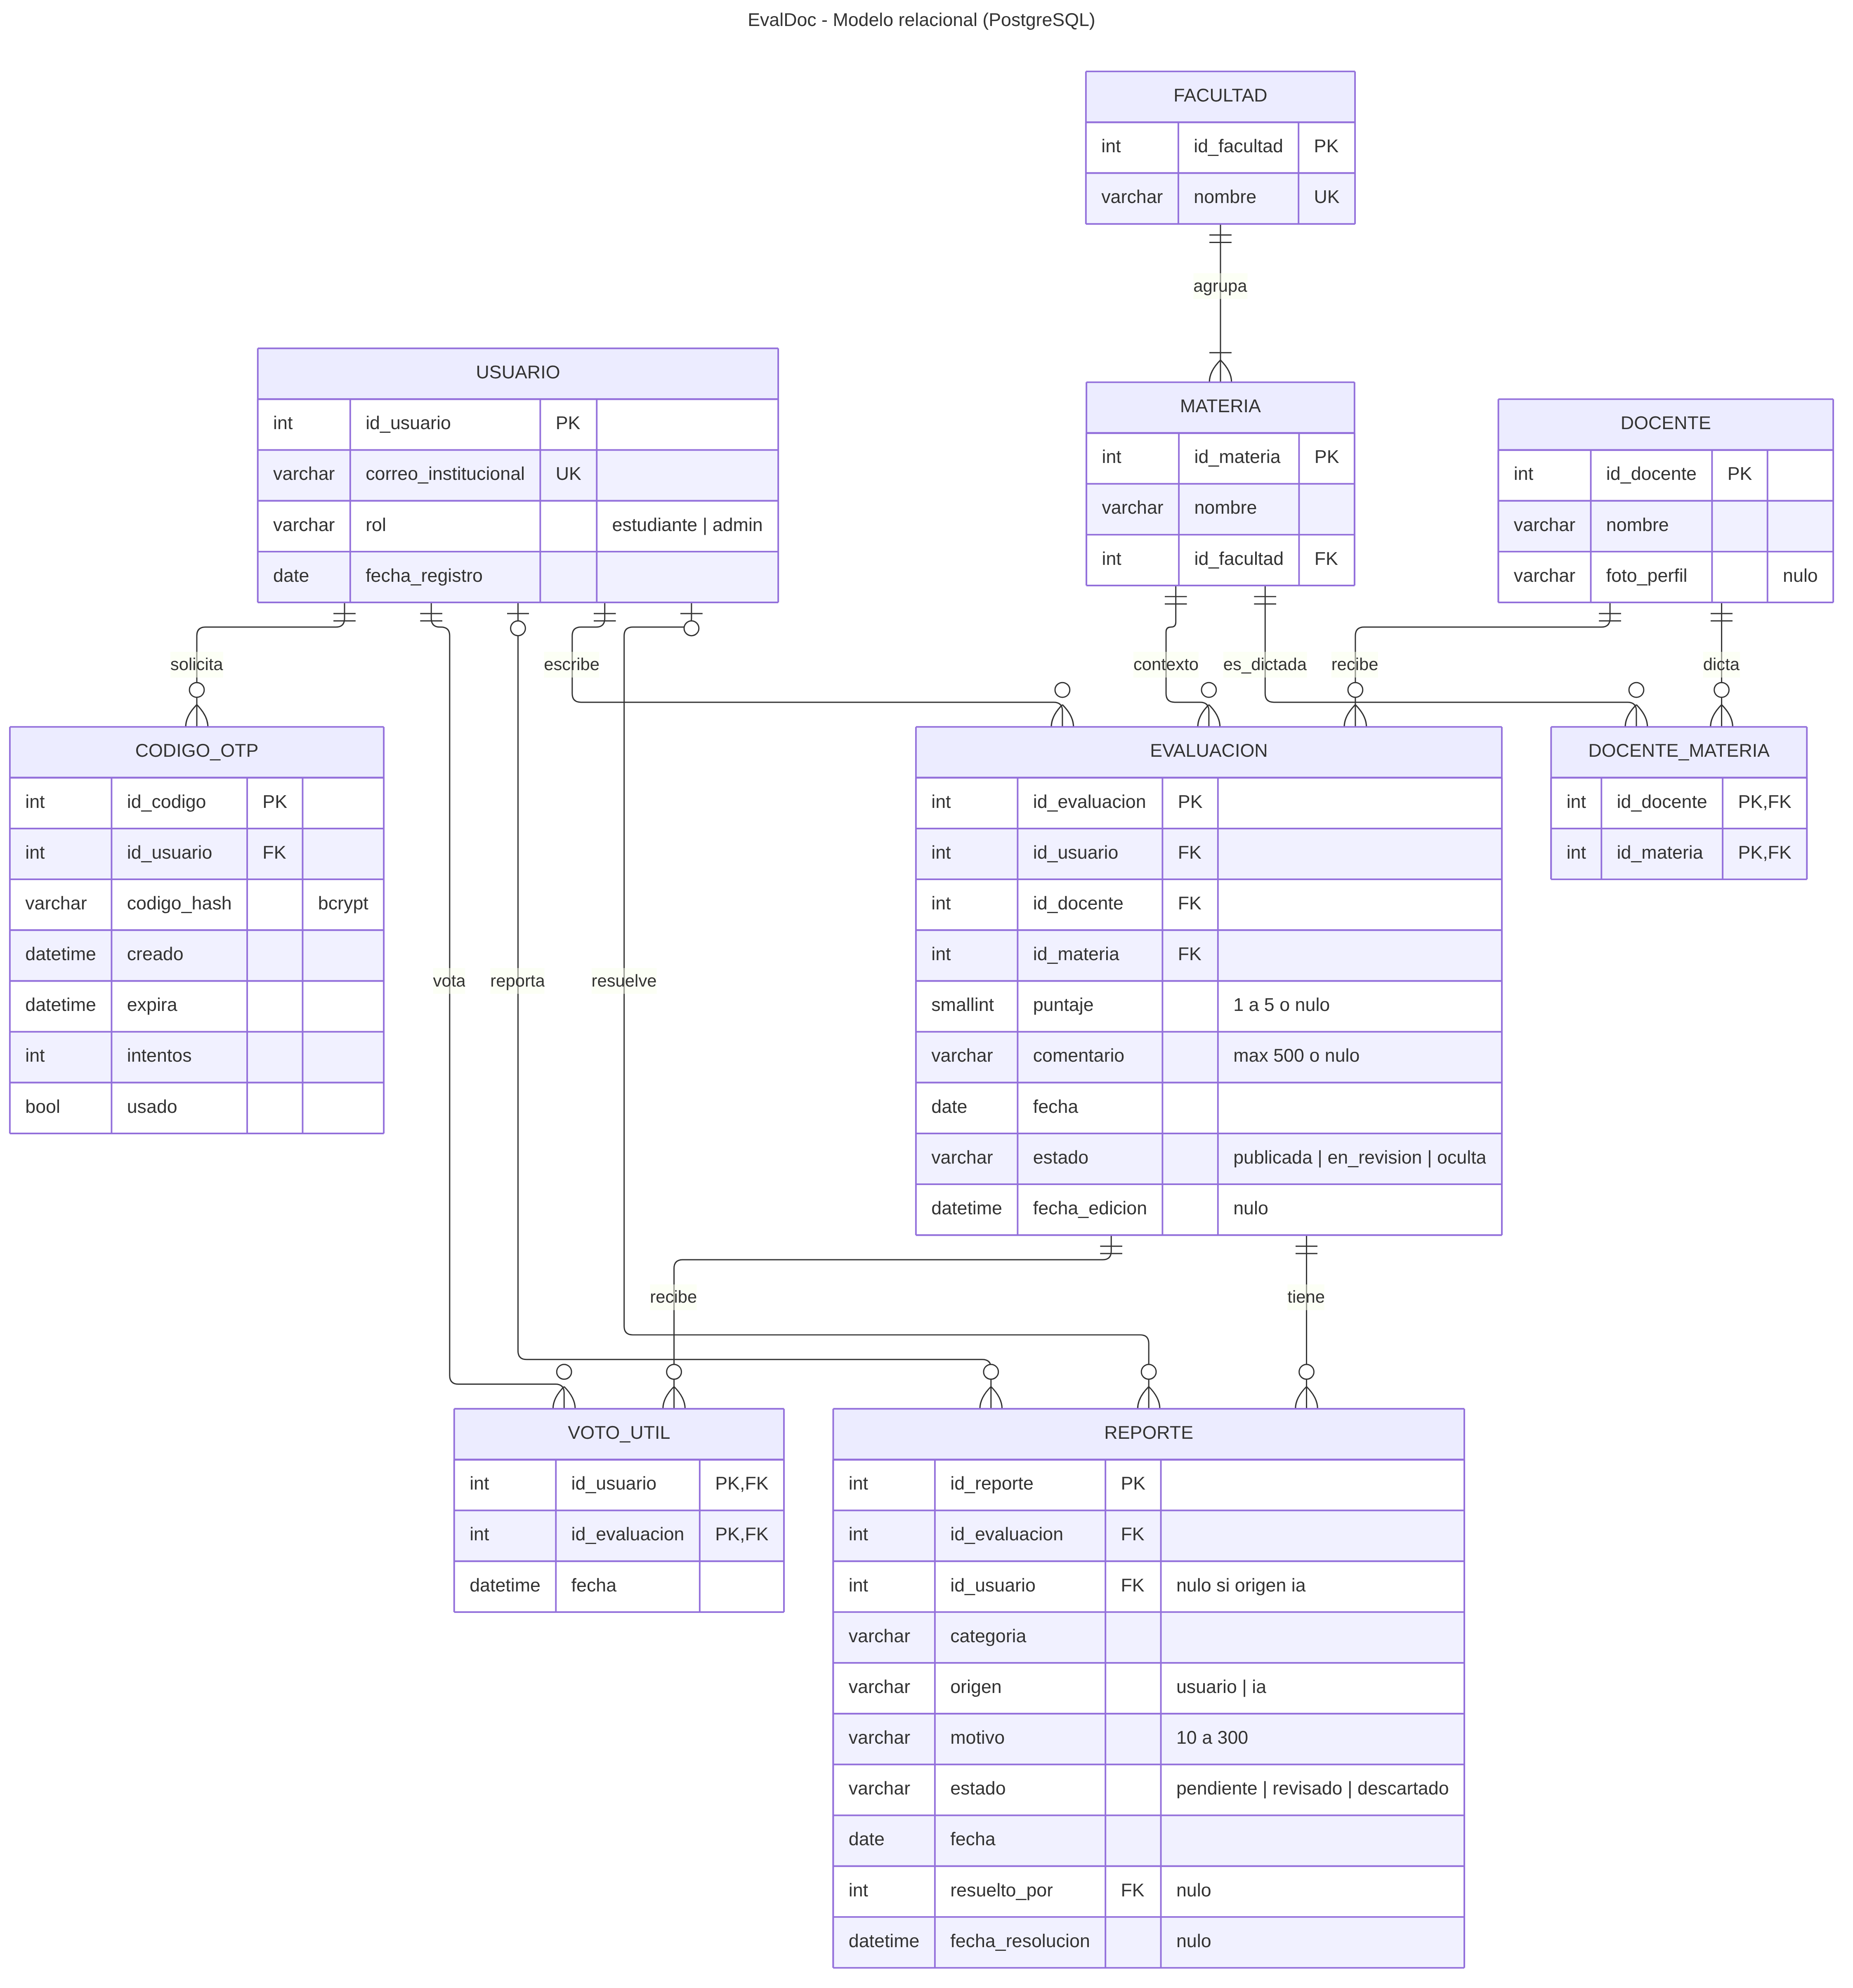 EvalDoc - Modelo relacional (PostgreSQL)
FACULTAD
int id_facultad PK
varchar nombre UK
agrupa
USUARIO
int id_usuario PK
varchar correo_institucional UK
varchar rol estudiante | admin
date fecha_registro
MATERIA
int id_materia PK
varchar nombre
int id_facultad FK
DOCENTE
int id_docente PK
varchar nombre
varchar foto_perfil nulo
solicita
escribe
contexto
es_dictada
recibe
dicta
CODIGO_OTP
int id_codigo PK
int id_usuario FK
varchar codigo_hash bcrypt
datetime creado
datetime expira
int intentos
bool usado
vota
reporta
resuelve
EVALUACION
int id_evaluacion PK
int id_usuario FK
int id_docente FK
int id_materia FK
smallint puntaje 1 a 5 o nulo
varchar comentario max 500 o nulo
date fecha
varchar estado publicada | en_revision | oculta
datetime fecha_edicion nulo
DOCENTE_MATERIA
int id_docente PK,FK
int id_materia PK,FK
recibe
tiene
VOTO_UTIL
int id_usuario PK,FK
int id_evaluacion PK,FK
datetime fecha
REPORTE
int id_reporte PK
int id_evaluacion FK
int id_usuario FK nulo si origen ia
varchar categoria
varchar origen usuario | ia
varchar motivo 10 a 300
varchar estado pendiente | revisado | descartado
date fecha
int resuelto_por FK nulo
datetime fecha_resolucion nulo